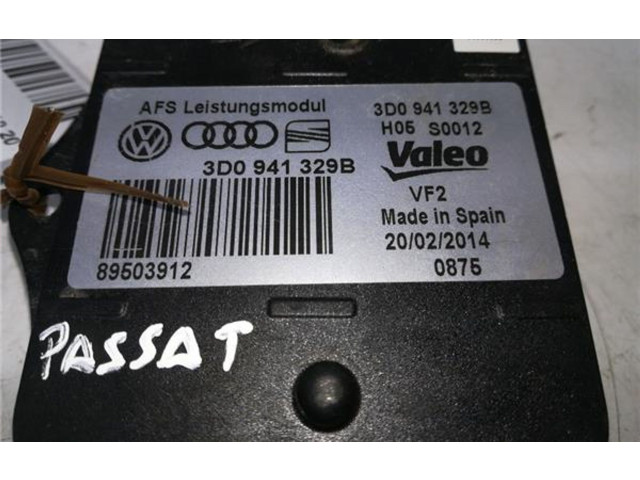 AFS Leistungsmodul
3D0 941 329B
H05 S0012
3D0 941 329B
Valeo
VF2
Made in Spain
20/02/2014
89503912
0875
PASSAT